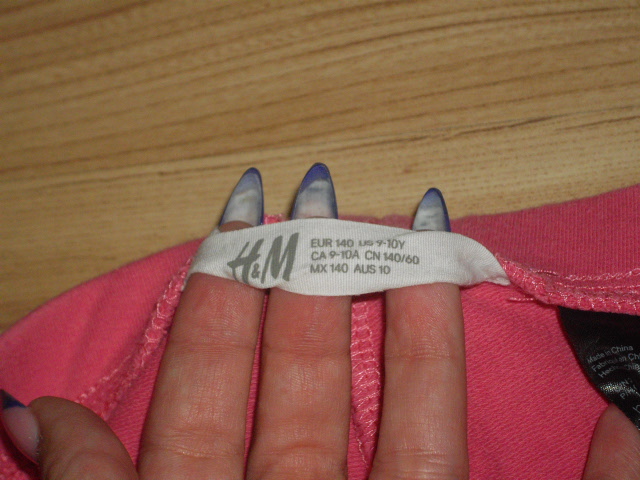 H&M
EUR 140 US 9-10Y
CA 9-10A CN 140/60
MX 140 AUS 10
Made in China